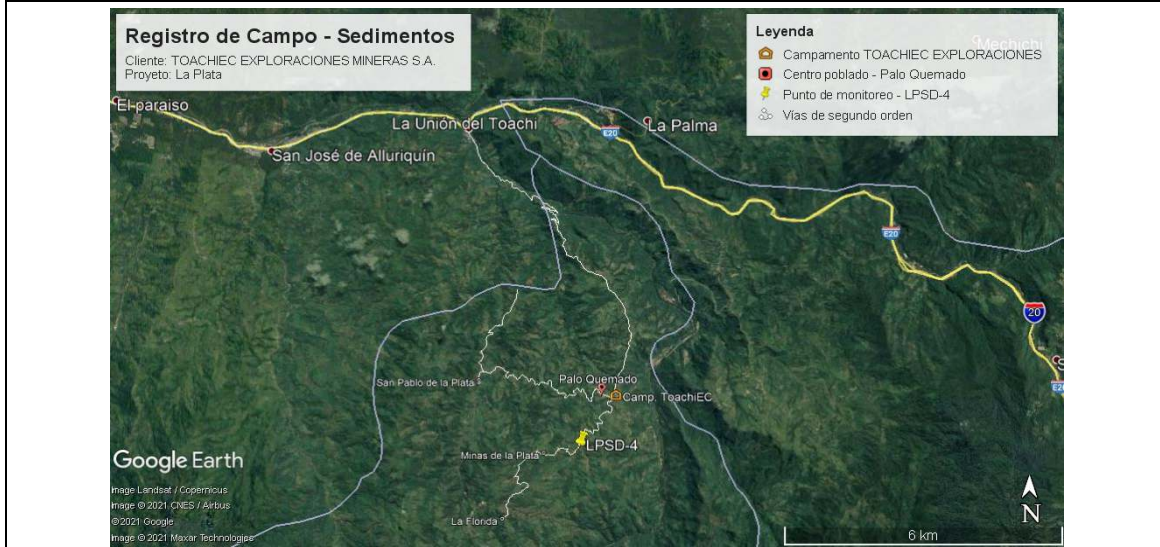 Registro de Campo - Sedimentos
Cliente: TOACHIEC EXPLORACIONES MINERAS S.A.
Proyeto: La Plata
Leyenda
Mechichi
Campamento TOACHIEC EXPLORACIONES
Centro poblado - Palo Quemado
Punto de monitoreo - LPSD-4
Vías de segundo orden
El paraiso
La Unión del Toachi
E20
La Palma
San José de Alluriquín
E20
20
S
E20
San Pablo de la Plata
Palo Quemado
Camp. ToachiEC
LPSD-4
Minas de la Plata
La Florida
Google Earth
Image Landsat / Copernicus
Image © 2021 CNES / Airbus
© 2021 Google
Image © 2021 Maxar Technologies
N
6 km